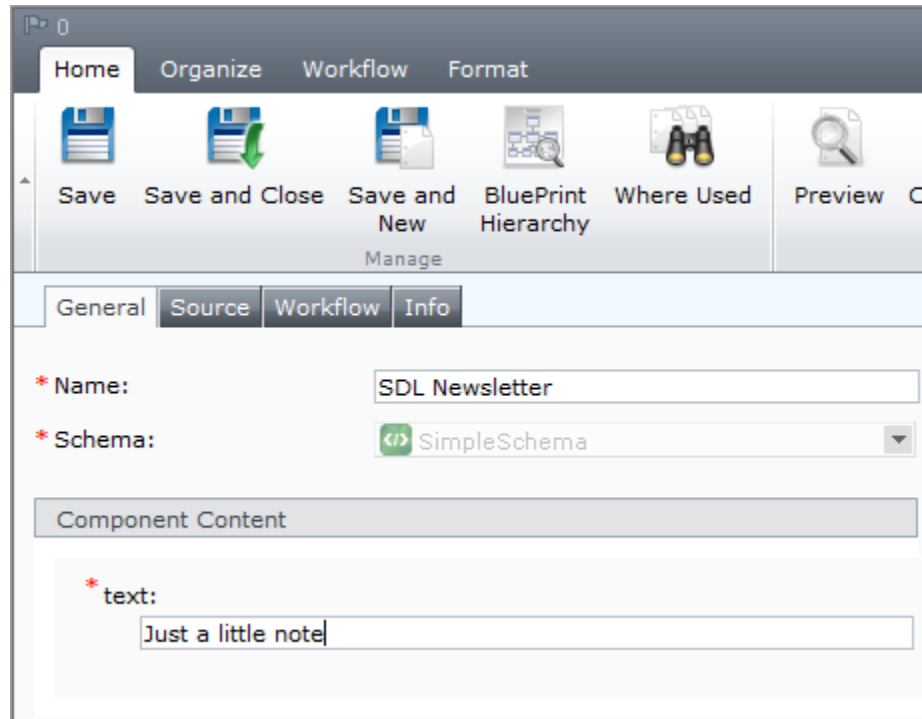 0
Home Organize Workflow Format
Save Save and Close Save and New BluePrint Hierarchy Where Used Preview C
Manage
General Source Workflow Info
* Name: SDL Newsletter
* Schema: SimpleSchema
Component Content
* text:
Just a little note